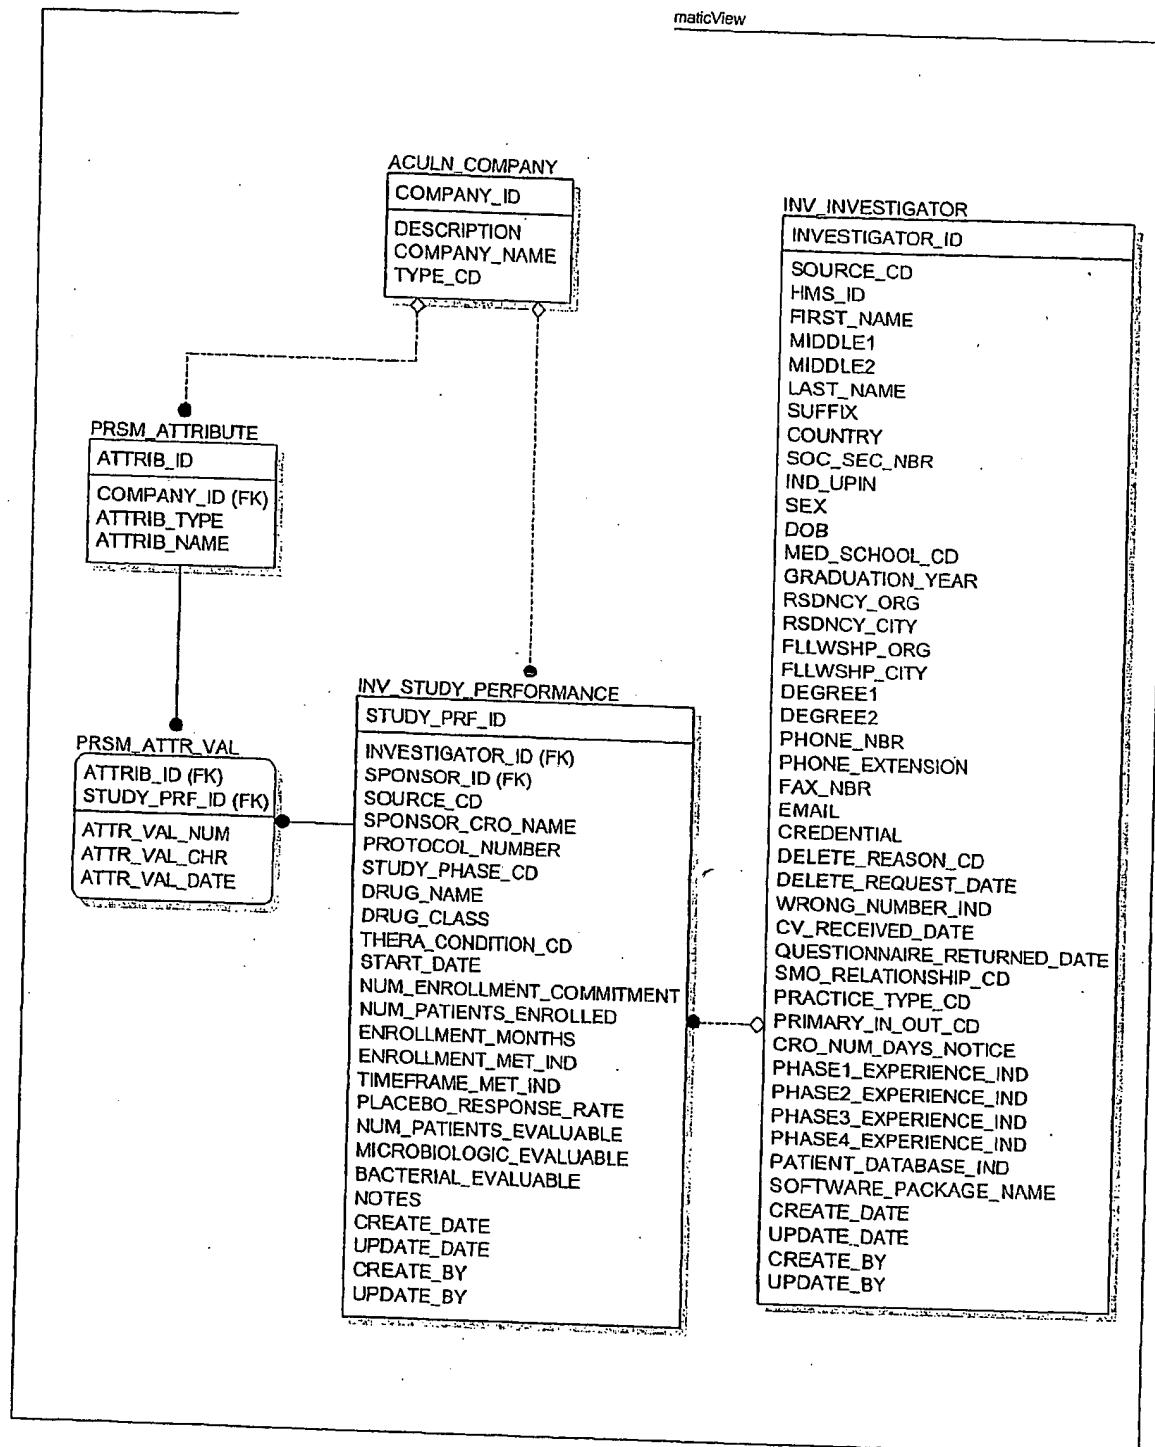 maticView
ACULN_COMPANY
COMPANY_ID
DESCRIPTION
COMPANY_NAME
TYPE_CD
PRSM_ATTRIBUTE
ATTRIB_ID
COMPANY_ID (FK)
ATTRIB_TYPE
ATTRIB_NAME
PRSM_ATTR_VAL
ATTRIB_ID (FK)
STUDY_PRF_ID (FK)
ATTR_VAL_NUM
ATTR_VAL_CHR
ATTR_VAL_DATE
INV_STUDY_PERFORMANCE
STUDY_PRF_ID
INVESTIGATOR_ID (FK)
SPONSOR_ID (FK)
SOURCE_CD
SPONSOR_CRO_NAME
PROTOCOL_NUMBER
STUDY_PHASE_CD
DRUG_NAME
DRUG_CLASS
THERA_CONDITION_CD
START_DATE
NUM_ENROLLMENT_COMMITMENT
NUM_PATIENTS_ENROLLED
ENROLLMENT_MONTHS
ENROLLMENT_MET_IND
TIMEFRAME_MET_IND
PLACEBO_RESPONSE_RATE
NUM_PATIENTS_EVALUABLE
MICROBIOLOGIC_EVALUABLE
BACTERIAL_EVALUABLE
NOTES
CREATE_DATE
UPDATE_DATE
CREATE_BY
UPDATE_BY
INV_INVESTIGATOR
INVESTIGATOR_ID
SOURCE_CD
HMS_ID
FIRST_NAME
MIDDLE1
MIDDLE2
LAST_NAME
SUFFIX
COUNTRY
SOC_SEC_NBR
IND_UPIN
SEX
DOB
MED_SCHOOL_CD
GRADUATION_YEAR
RSDNCY_ORG
RSDNCY_CITY
FLLWSHP_ORG
FLLWSHP_CITY
DEGREE1
DEGREE2
PHONE_NBR
PHONE_EXTENSION
FAX_NBR
EMAIL
CREDENTIAL
DELETE_REASON_CD
DELETE_REQUEST_DATE
WRONG_NUMBER_IND
CV_RECEIVED_DATE
QUESTIONNAIRE_RETURNED_DATE
SMO_RELATIONSHIP_CD
PRACTICE_TYPE_CD
PRIMARY_IN_OUT_CD
CRO_NUM_DAYS_NOTICE
PHASE1_EXPERIENCE_IND
PHASE2_EXPERIENCE_IND
PHASE3_EXPERIENCE_IND
PHASE4_EXPERIENCE_IND
PATIENT_DATABASE_IND
SOFTWARE_PACKAGE_NAME
CREATE_DATE
UPDATE_DATE
CREATE_BY
UPDATE_BY